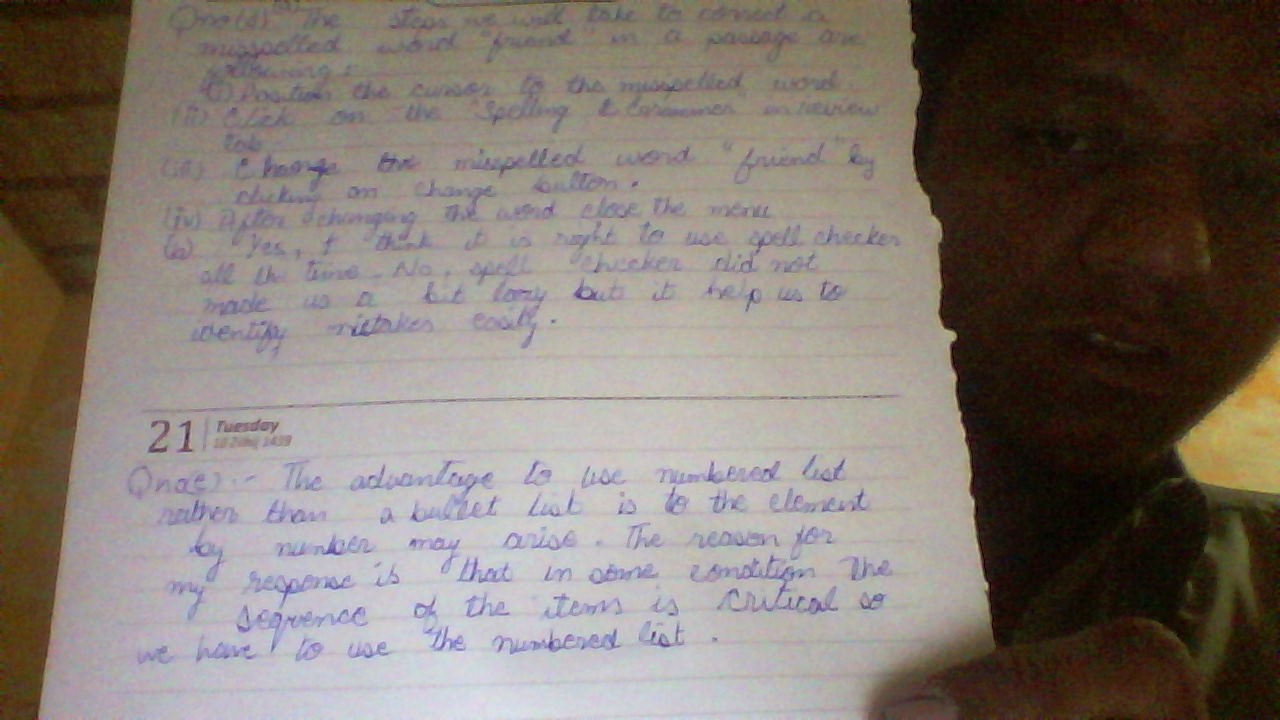 Qno(d) The steps we will take to correct a
misspelled word "friend" in a passage are
following:
(i) Position the cursor to the misspelled word.
(ii) Click on the "Spelling & Grammer in review
tab
(iii) Change the misspelled word "friend" by
clicking on change button.
(iv) After changing the word close the menu
(a) Yes, I think it is right to use spell checker
all the time. No, spell checker did not
made us a bit lazy but it help us to
identify mistakes easily.
21 Tuesday
10 Zilhij 1439
Qno(e):- The advantage to use numbered list
rather than a bullet list is to the element
by number may arise. The reason for
my response is that in some condition the
sequence of the items is critical so
we have to use the numbered list.